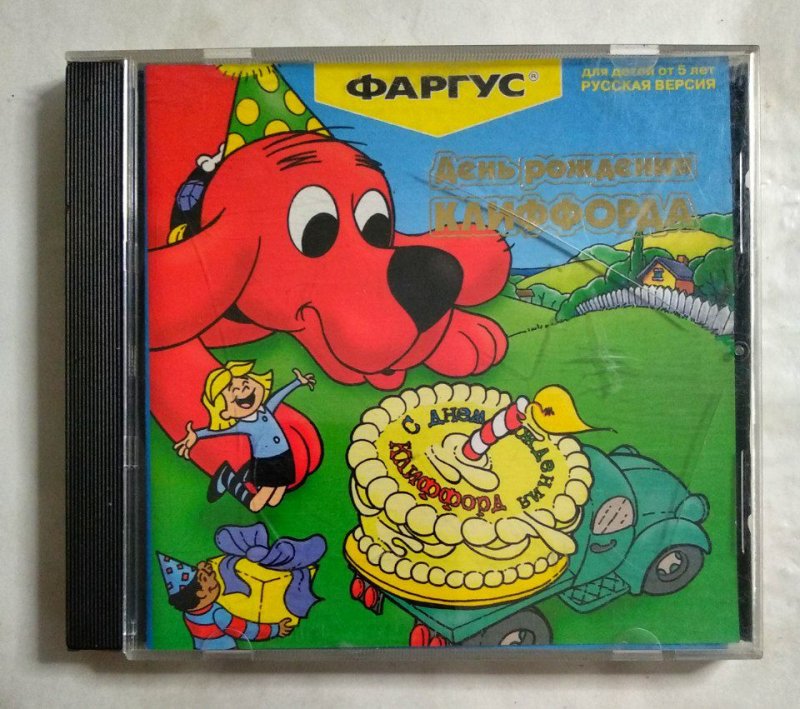 ФАРГУС®
для детей от 5 лет
РУССКАЯ ВЕРСИЯ
День рождения
КЛИФФОРДА
С днем рождения
Клиффорд